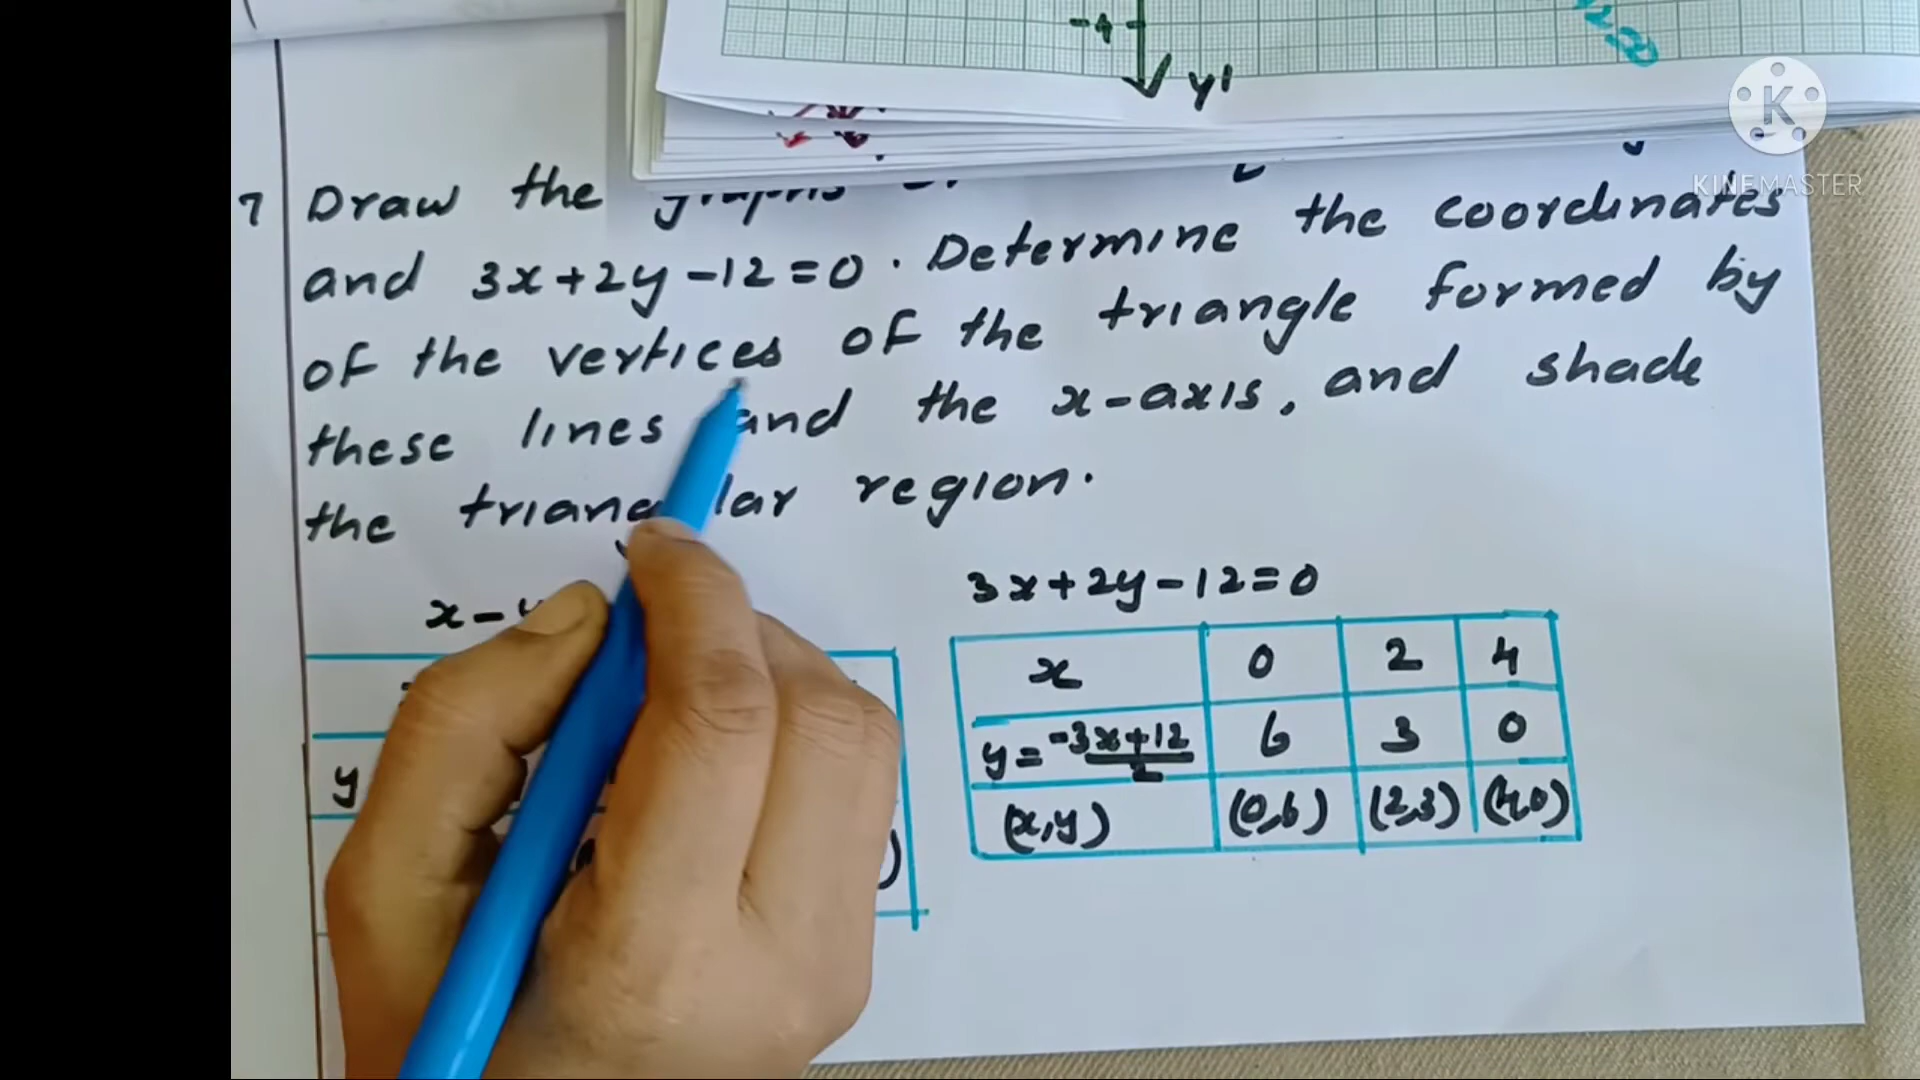 -4
y'
KINEMASTER
7 Draw the graphs
and 3x+2y-12=0. Determine the coordinates
of the vertices of the triangle formed by
these lines and the x-axis, and shade
the region.
x-
3x+2y-12=0
x 0 2 4
y
y=-3x+12/2 6 3 0
(x,y) (0,6) (2,3) (4,0)